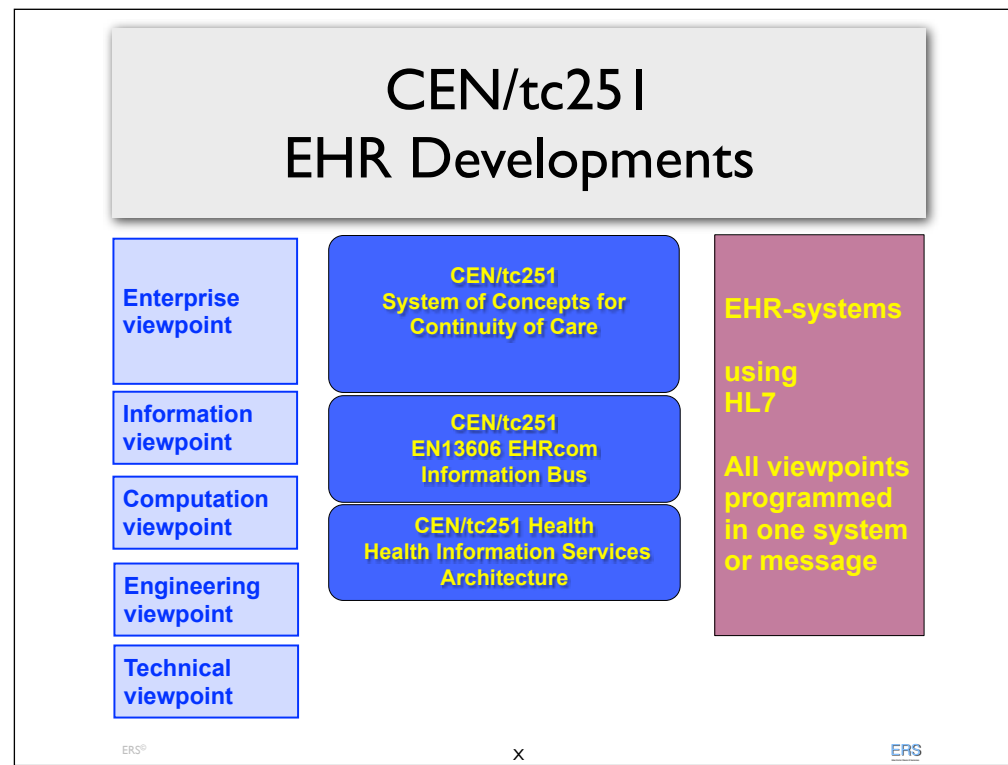 CEN/tc251
EHR Developments
Enterprise
viewpoint
Information
viewpoint
Computation
viewpoint
Engineering
viewpoint
Technical
viewpoint
CEN/tc251
System of Concepts for
Continuity of Care
CEN/tc251
EN13606 EHRcom
Information Bus
CEN/tc251 Health
Health Information Services
Architecture
EHR-systems
using
HL7
All viewpoints
programmed
in one system
or message
ERS©
x
ERS